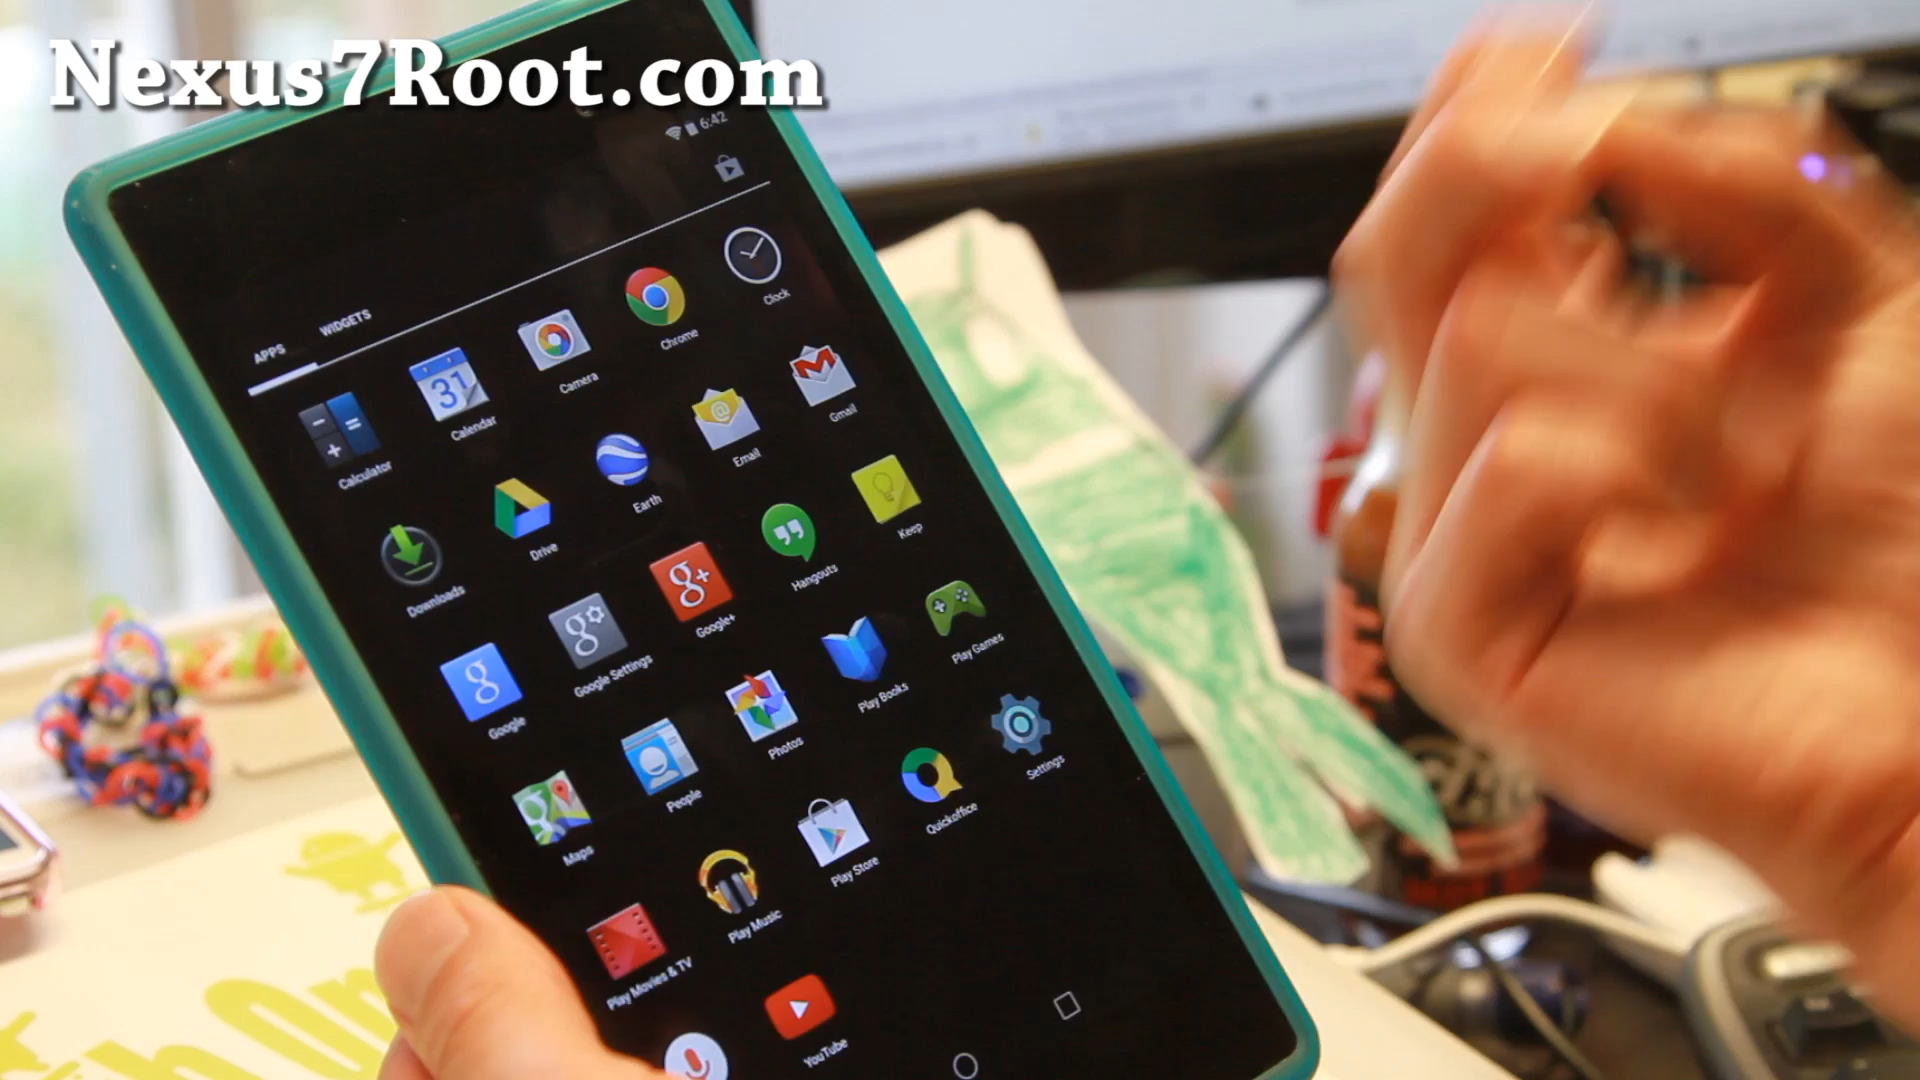 Nexus7Root.com
6:42
APPS WIDGETS
Calculator Calendar Camera Chrome Clock
31
Downloads Drive Earth Email Gmail
Google Google Settings Google+ Hangouts Keep
Maps People Photos Play Books Play Games
Play Movies & TV Play Music Play Store Quickoffice Settings
YouTube